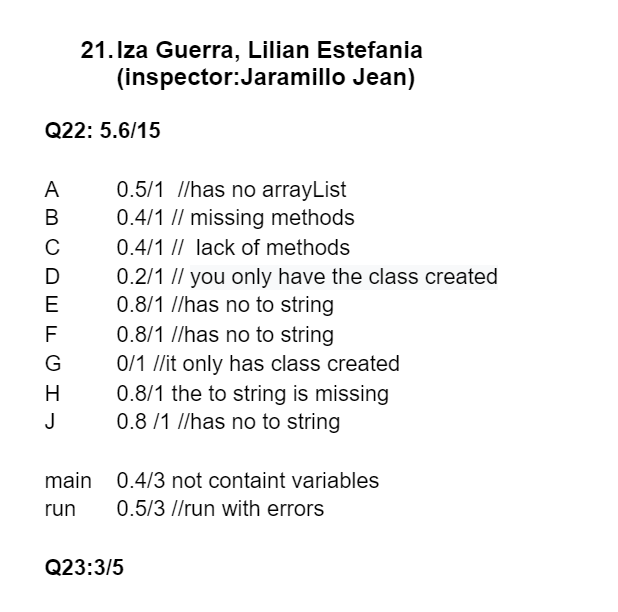 21. Iza Guerra, Lilian Estefania
(inspector:Jaramillo Jean)
Q22: 5.6/15
A 0.5/1 //has no arrayList
B 0.4/1 // missing methods
C 0.4/1 // lack of methods
D 0.2/1 // you only have the class created
E 0.8/1 //has no to string
F 0.8/1 //has no to string
G 0/1 //it only has class created
H 0.8/1 the to string is missing
J 0.8 /1 //has no to string
main 0.4/3 not containt variables
run 0.5/3 //run with errors
Q23:3/5